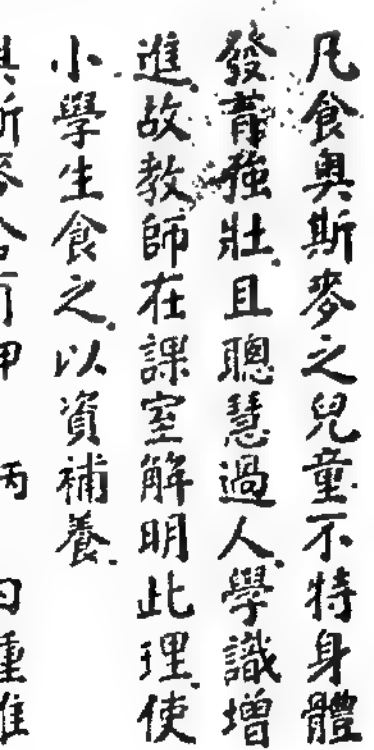 凡食奥斯麥之兒童不特身體
發育強壯且聰慧過人學識增
進故教師在課室解明此理使
小學生食之以資補養